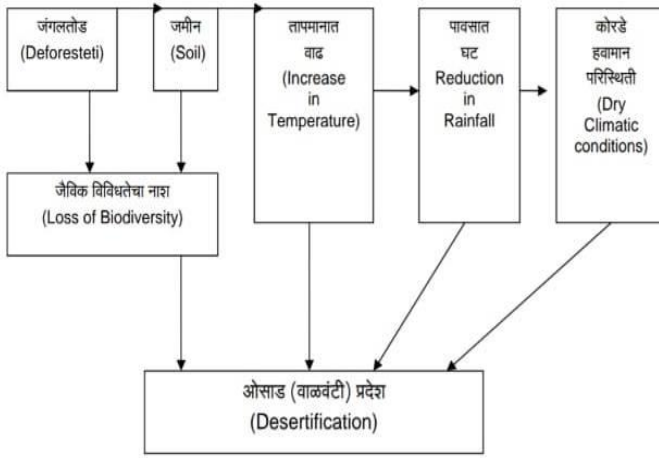 जंगलतोड
(Deforesteti)
जमीन
(Soil)
तापमानात
वाढ
(Increase
in
Temperature)
पावसात
घट
Reduction
in
Rainfall
कोरडे
हवामान
परिस्थिती
(Dry
Climatic
conditions)
जैविक विविधतेचा नाश
(Loss of Biodiversity)
ओसाड (वाळवंटी) प्रदेश
(Desertification)